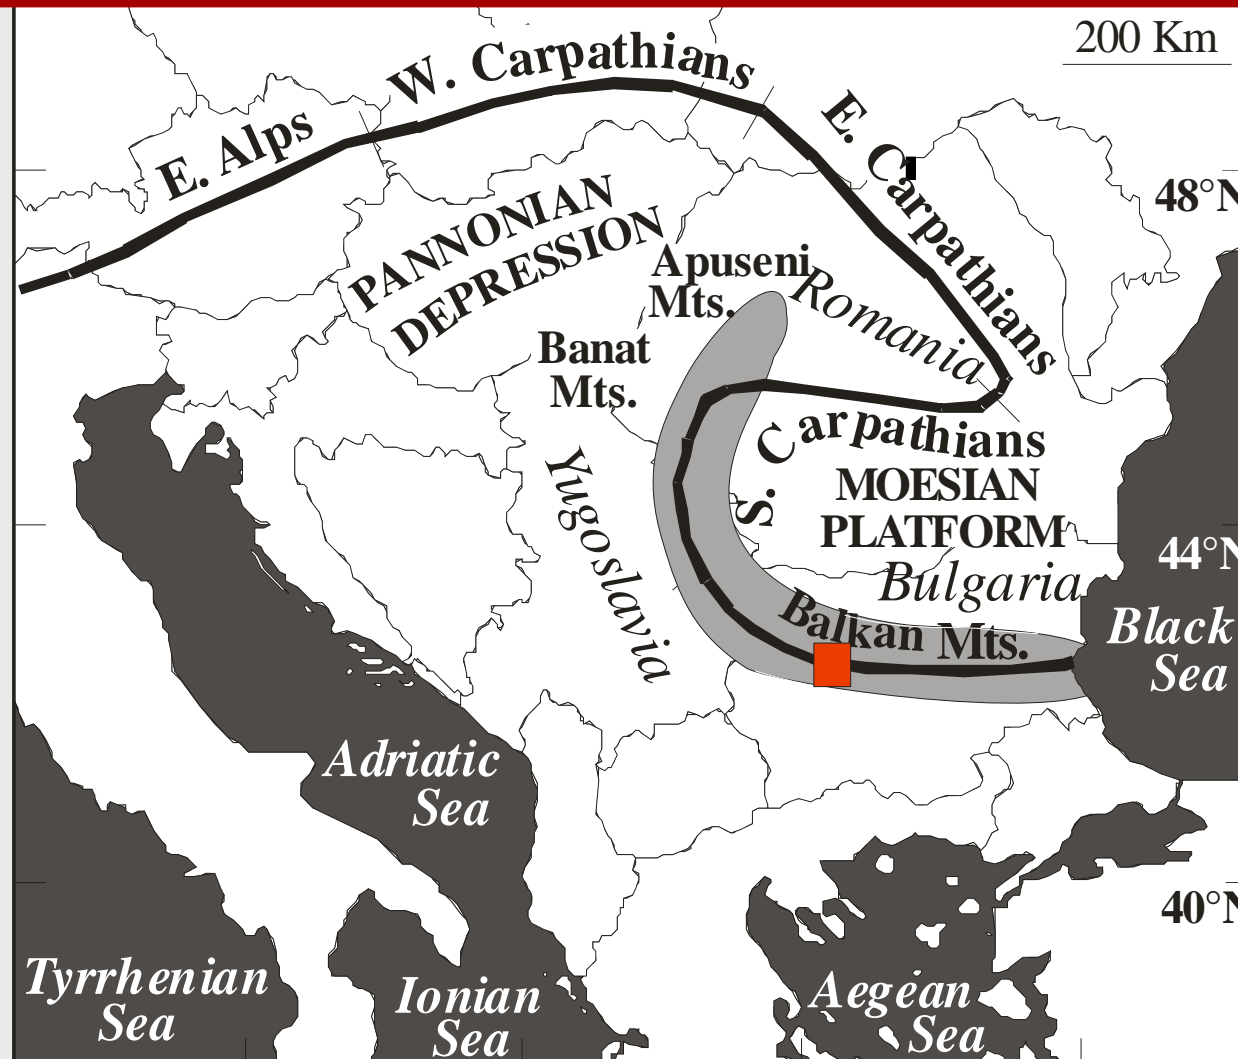 200 Km
W. Carpathians
E. Alps
E. Carpathians
48°N
PANNONIAN
DEPRESSION
Apuseni
Mts.
Romania
Banat
Mts.
S. Carpathians
Yugoslavia
MOESIAN
PLATFORM
44°N
Bulgaria
Balkan Mts.
Black
Sea
Adriatic
Sea
40°N
Tyrrhenian
Sea
Ionian
Sea
Aegean
Sea